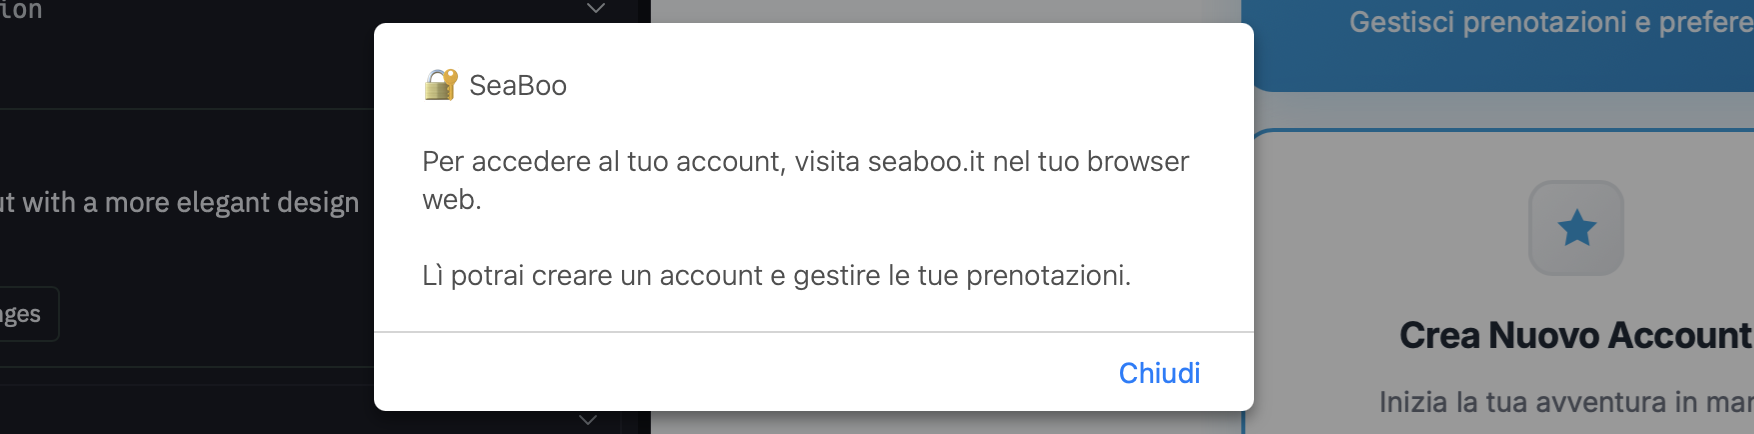 ion
Gestisci prenotazioni e prefere
SeaBoo
Per accedere al tuo account, visita seaboo.it nel tuo browser
web.
ut with a more elegant design
Lì potrai creare un account e gestire le tue prenotazioni.
nges
Crea Nuovo Account
Chiudi
Inizia la tua avventura in mar